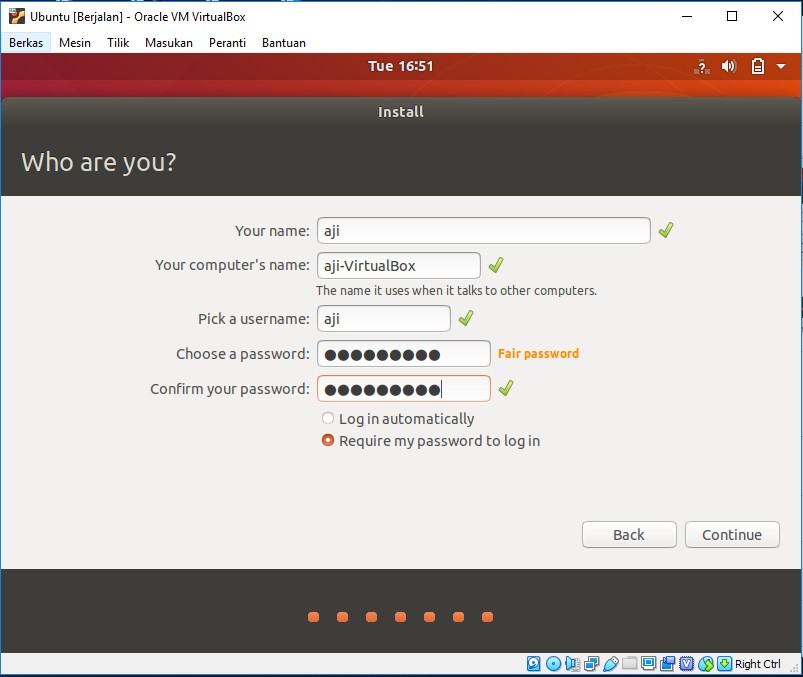 Ubuntu [Berjalan] - Oracle VM VirtualBox
Berkas Mesin Tilik Masukan Peranti Bantuan
Tue 16:51
Install
Who are you?
Your name: aji
Your computer's name: aji-VirtualBox
The name it uses when it talks to other computers.
Pick a username: aji
Choose a password: ●●●●●●●●● Fair password
Confirm your password: ●●●●●●●●●
Log in automatically
Require my password to log in
Back Continue
Right Ctrl